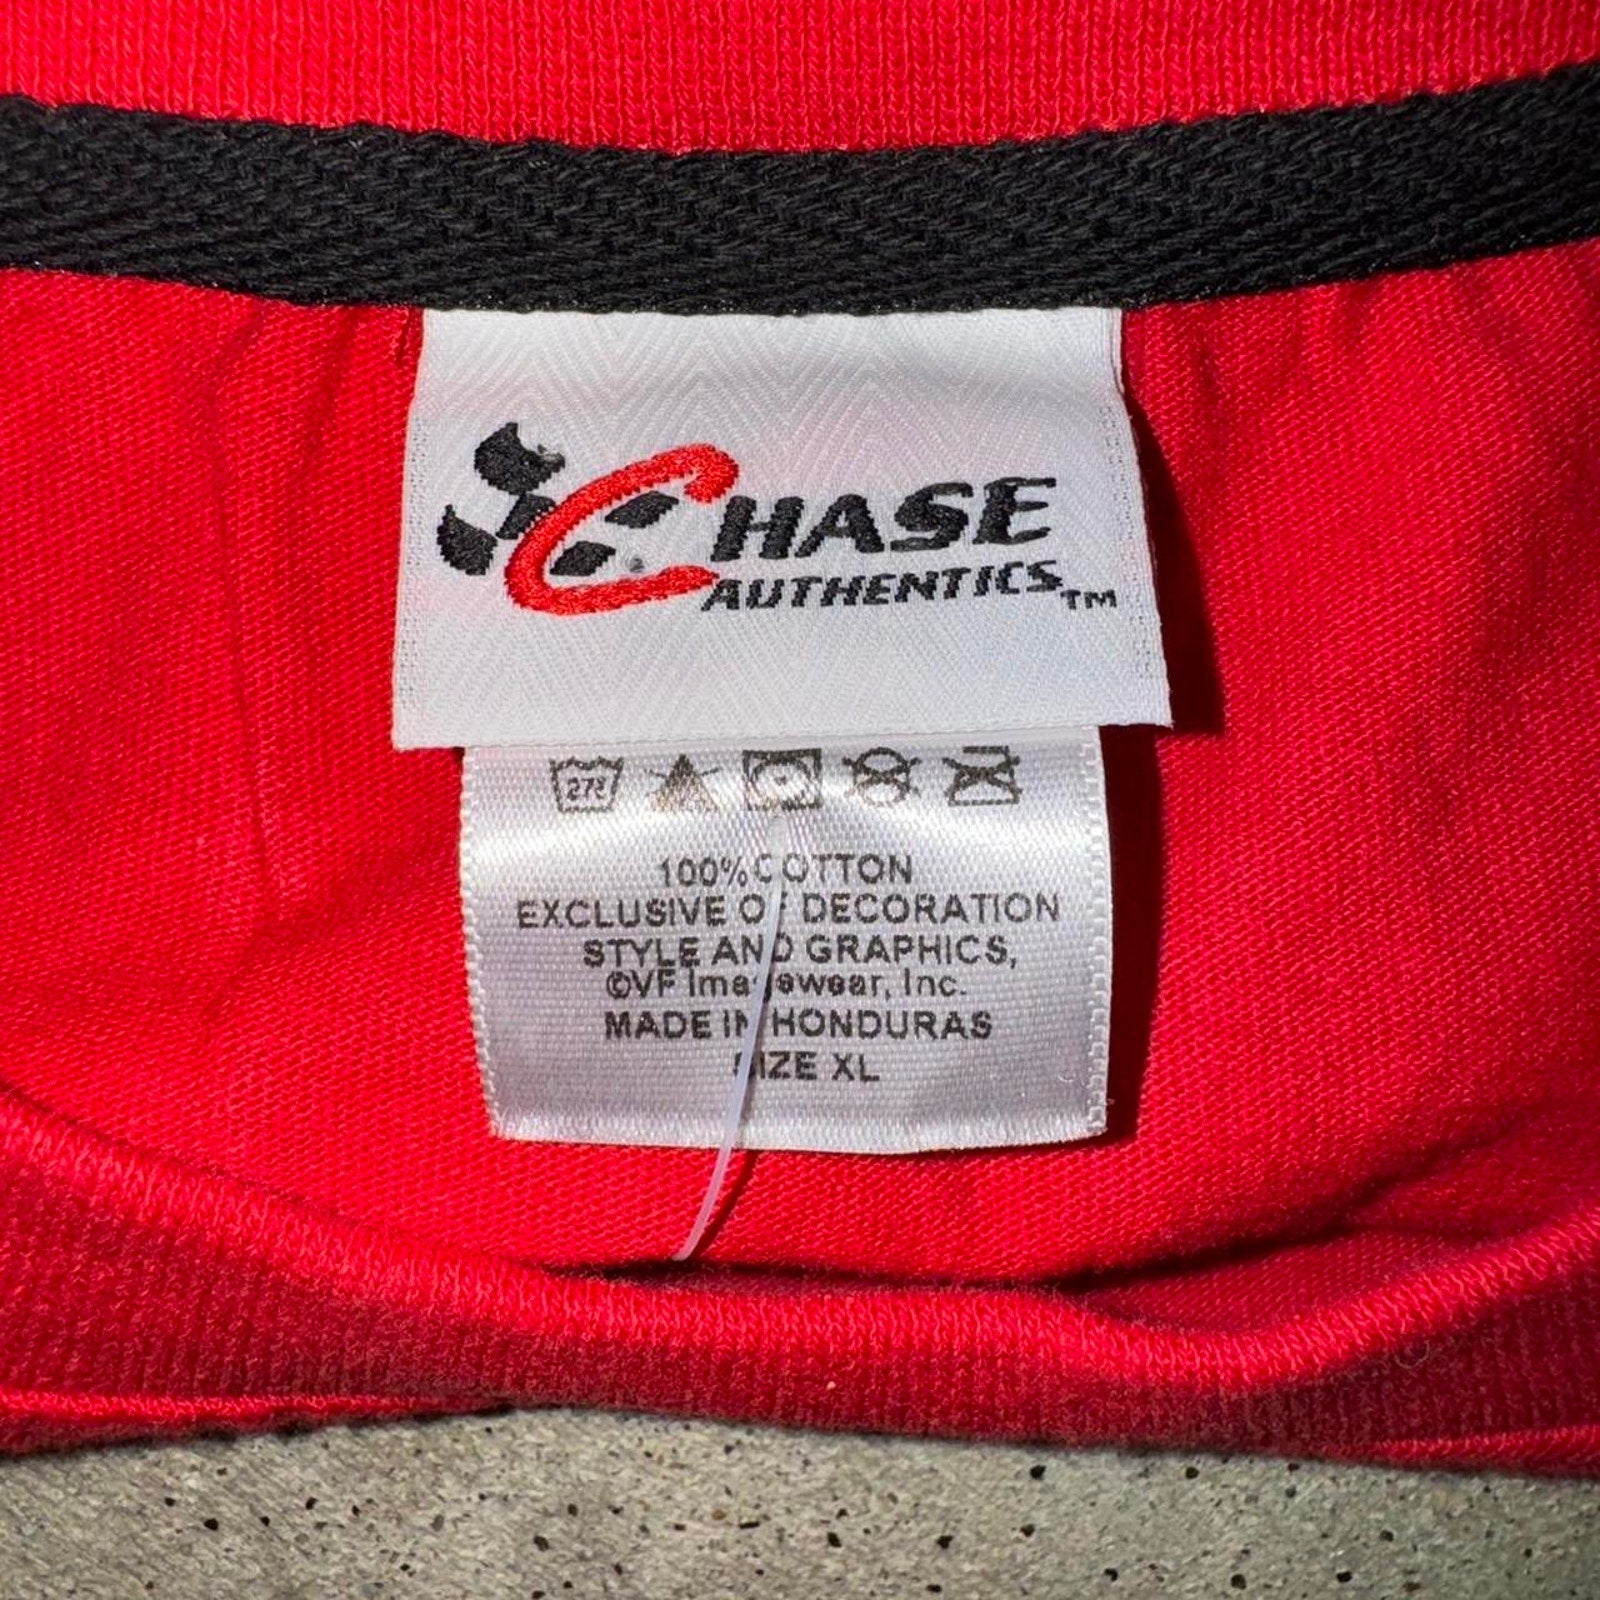 CHASE
AUTHENTICS™
100% COTTON
EXCLUSIVE OF DECORATION
STYLE AND GRAPHICS,
©VF Imagewear, Inc.
MADE IN HONDURAS
SIZE XL